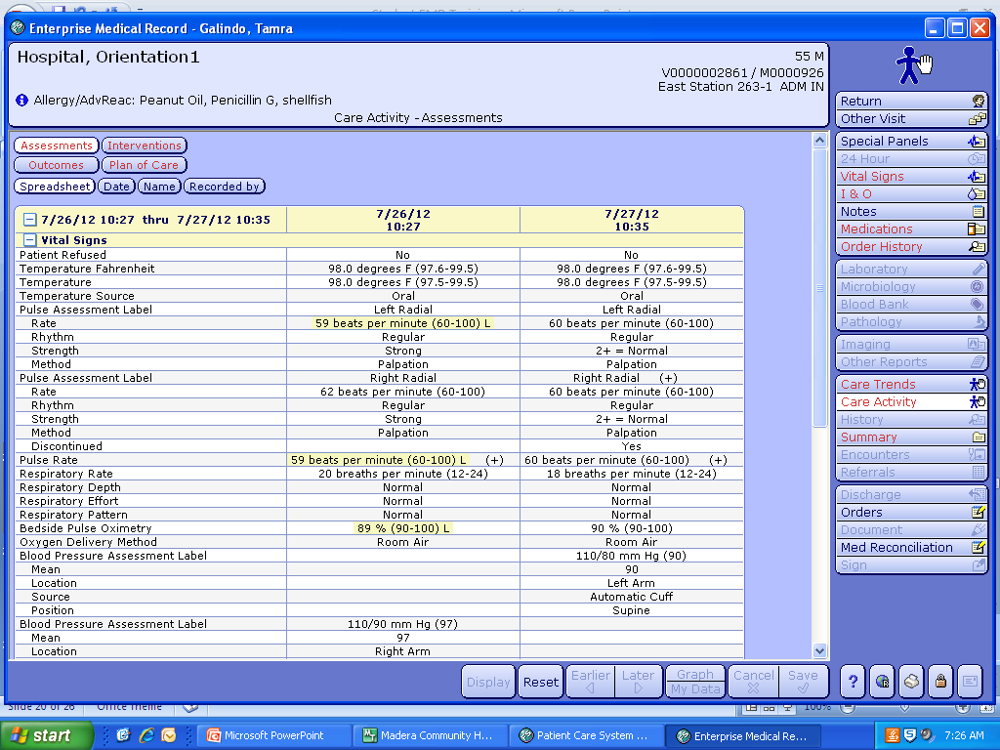 Enterprise Medical Record - Galindo, Tamra
Hospital, Orientation1
55 M
V0000002861 / M0000926
East Station 263-1 ADM IN
Allergy/AdvReac: Peanut Oil, Penicillin G, shellfish
Care Activity -Assessments
Assessments Interventions
Outcomes Plan of Care
Spreadsheet Date Name Recorded by
7/26/12 10:27 thru 7/27/12 10:35 7/26/12 10:27 7/27/12 10:35
Vital Signs
Patient Refused No No
Temperature Fahrenheit 98.0 degrees F (97.6-99.5) 98.0 degrees F (97.6-99.5)
Temperature 98.0 degrees F (97.5-99.5) 98.0 degrees F (97.5-99.5)
Temperature Source Oral Oral
Pulse Assessment Label Left Radial Left Radial
Rate 59 beats per minute (60-100) L 60 beats per minute (60-100)
Rhythm Regular Regular
Strength Strong 2+ = Normal
Method Palpation Palpation
Pulse Assessment Label Right Radial Right Radial (+)
Rate 62 beats per minute (60-100) 60 beats per minute (60-100)
Rhythm Regular Regular
Strength Strong 2+ = Normal
Method Palpation Palpation
Discontinued Yes
Pulse Rate 59 beats per minute (60-100) L (+) 60 beats per minute (60-100) (+)
Respiratory Rate 20 breaths per minute (12-24) 18 breaths per minute (12-24)
Respiratory Depth Normal Normal
Respiratory Effort Normal Normal
Respiratory Pattern Normal Normal
Bedside Pulse Oximetry 89 % (90-100) L 90 % (90-100)
Oxygen Delivery Method Room Air Room Air
Blood Pressure Assessment Label 110/80 mm Hg (90)
Mean 90
Location Left Arm
Source Automatic Cuff
Position Supine
Blood Pressure Assessment Label 110/90 mm Hg (97)
Mean 97
Location Right Arm
Return
Other Visit
Special Panels
24 Hour
Vital Signs
I & O
Notes
Medications
Order History
Laboratory
Microbiology
Blood Bank
Pathology
Imaging
Other Reports
Care Trends
Care Activity
History
Summary
Encounters
Referrals
Discharge
Orders
Document
Med Reconciliation
Sign
Display Reset Earlier Later Graph My Data Cancel Save
?
Slide 20 of 26 Office Theme 100%
start Microsoft PowerPoint Madera Community H... Patient Care System ... Enterprise Medical Re... 7:26 AM